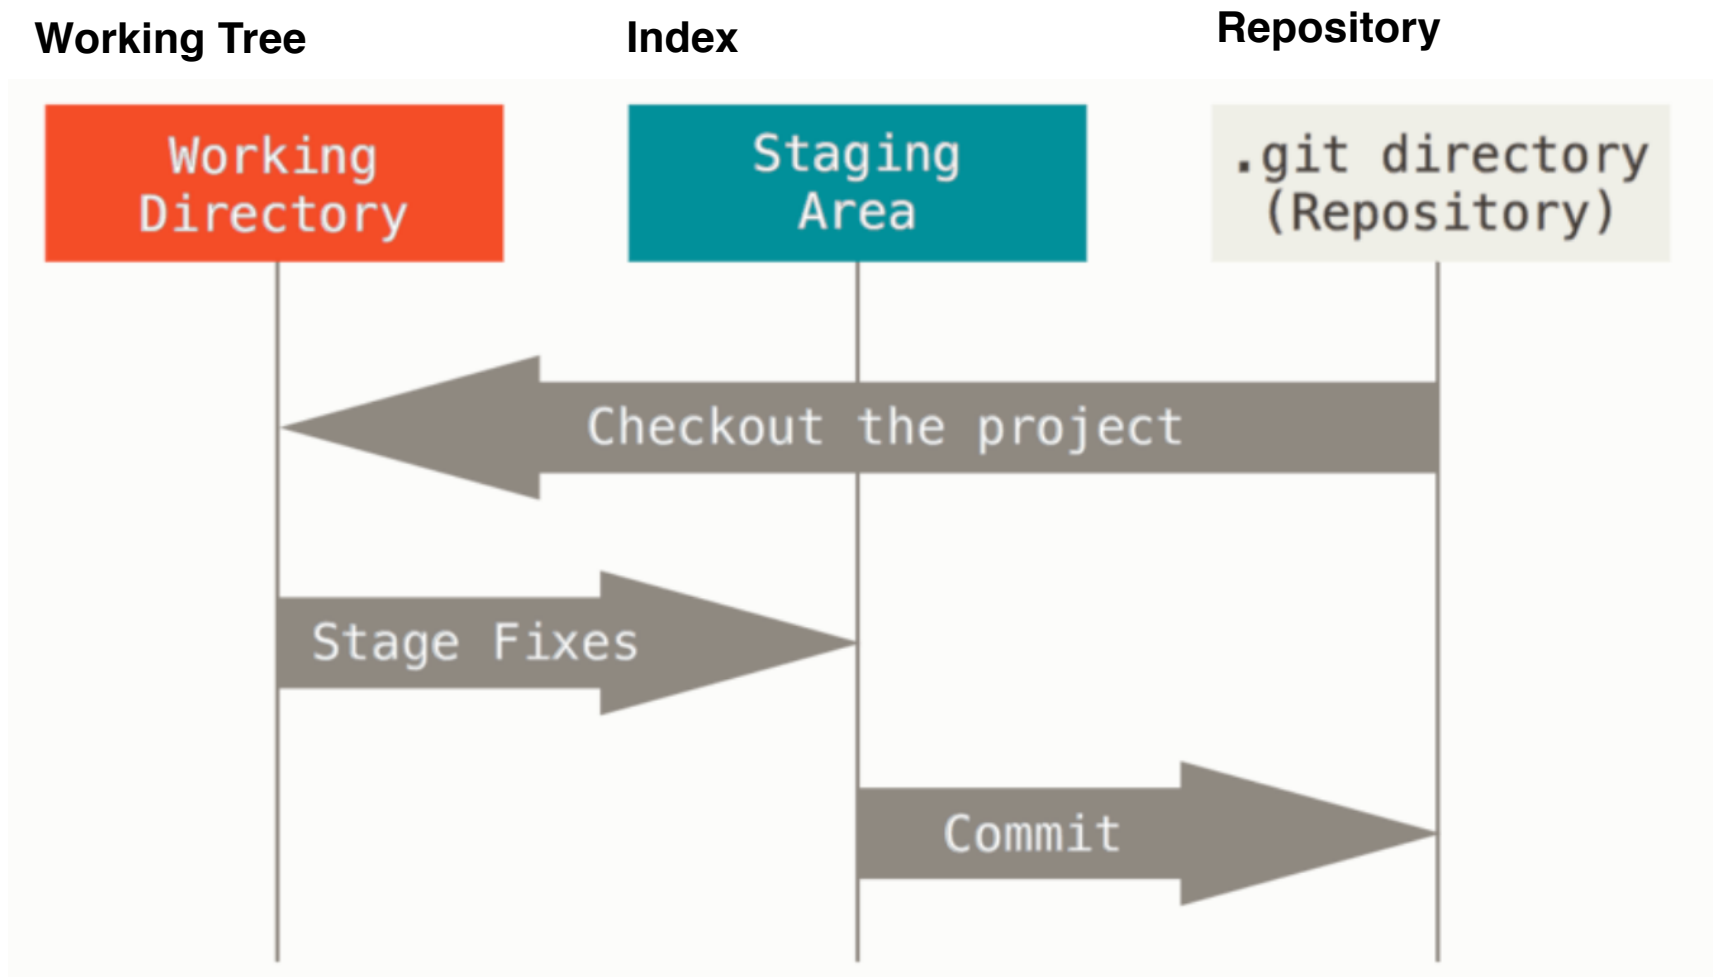 Working Tree
Index
Repository
Working
Directory
Staging
Area
.git directory
(Repository)
Checkout the project
Stage Fixes
Commit